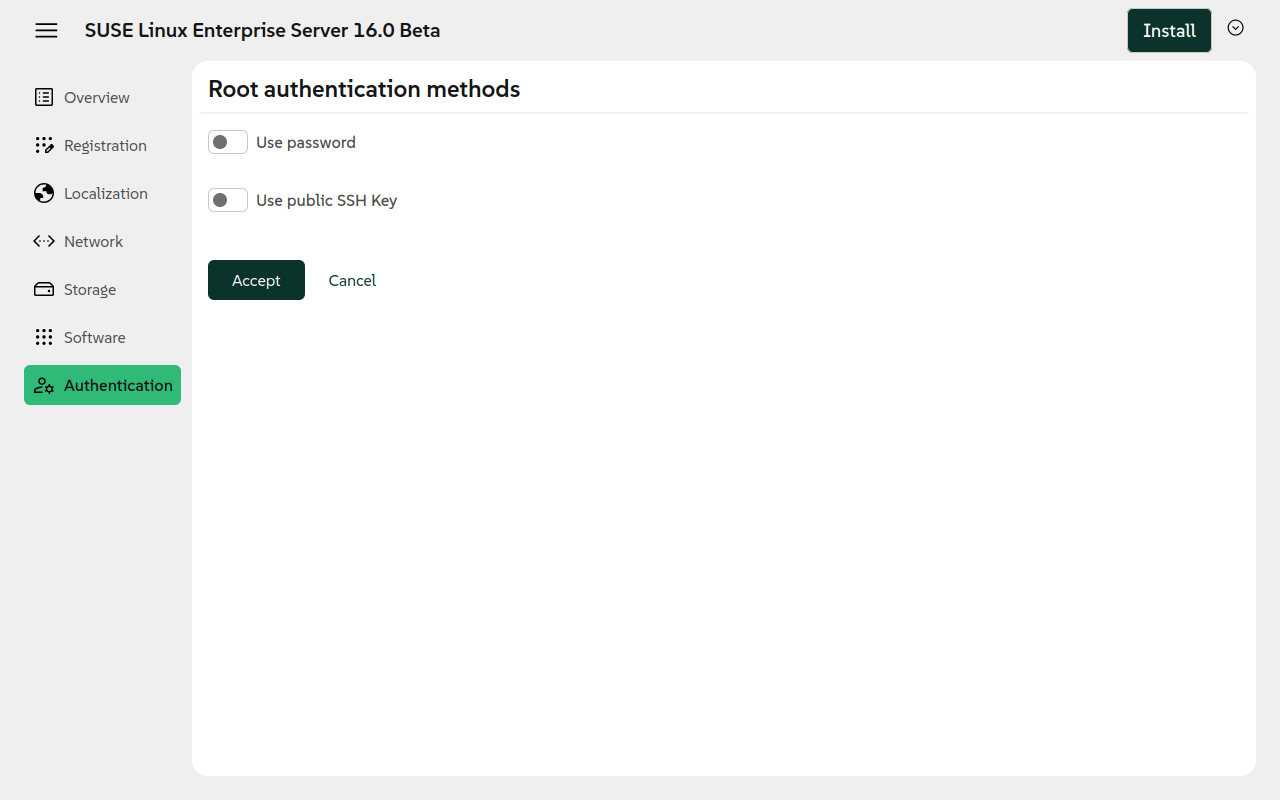 SUSE Linux Enterprise Server 16.0 Beta
Install
Overview
Registration
Localization
Network
Storage
Software
Authentication
Root authentication methods
Use password
Use public SSH Key
Accept
Cancel